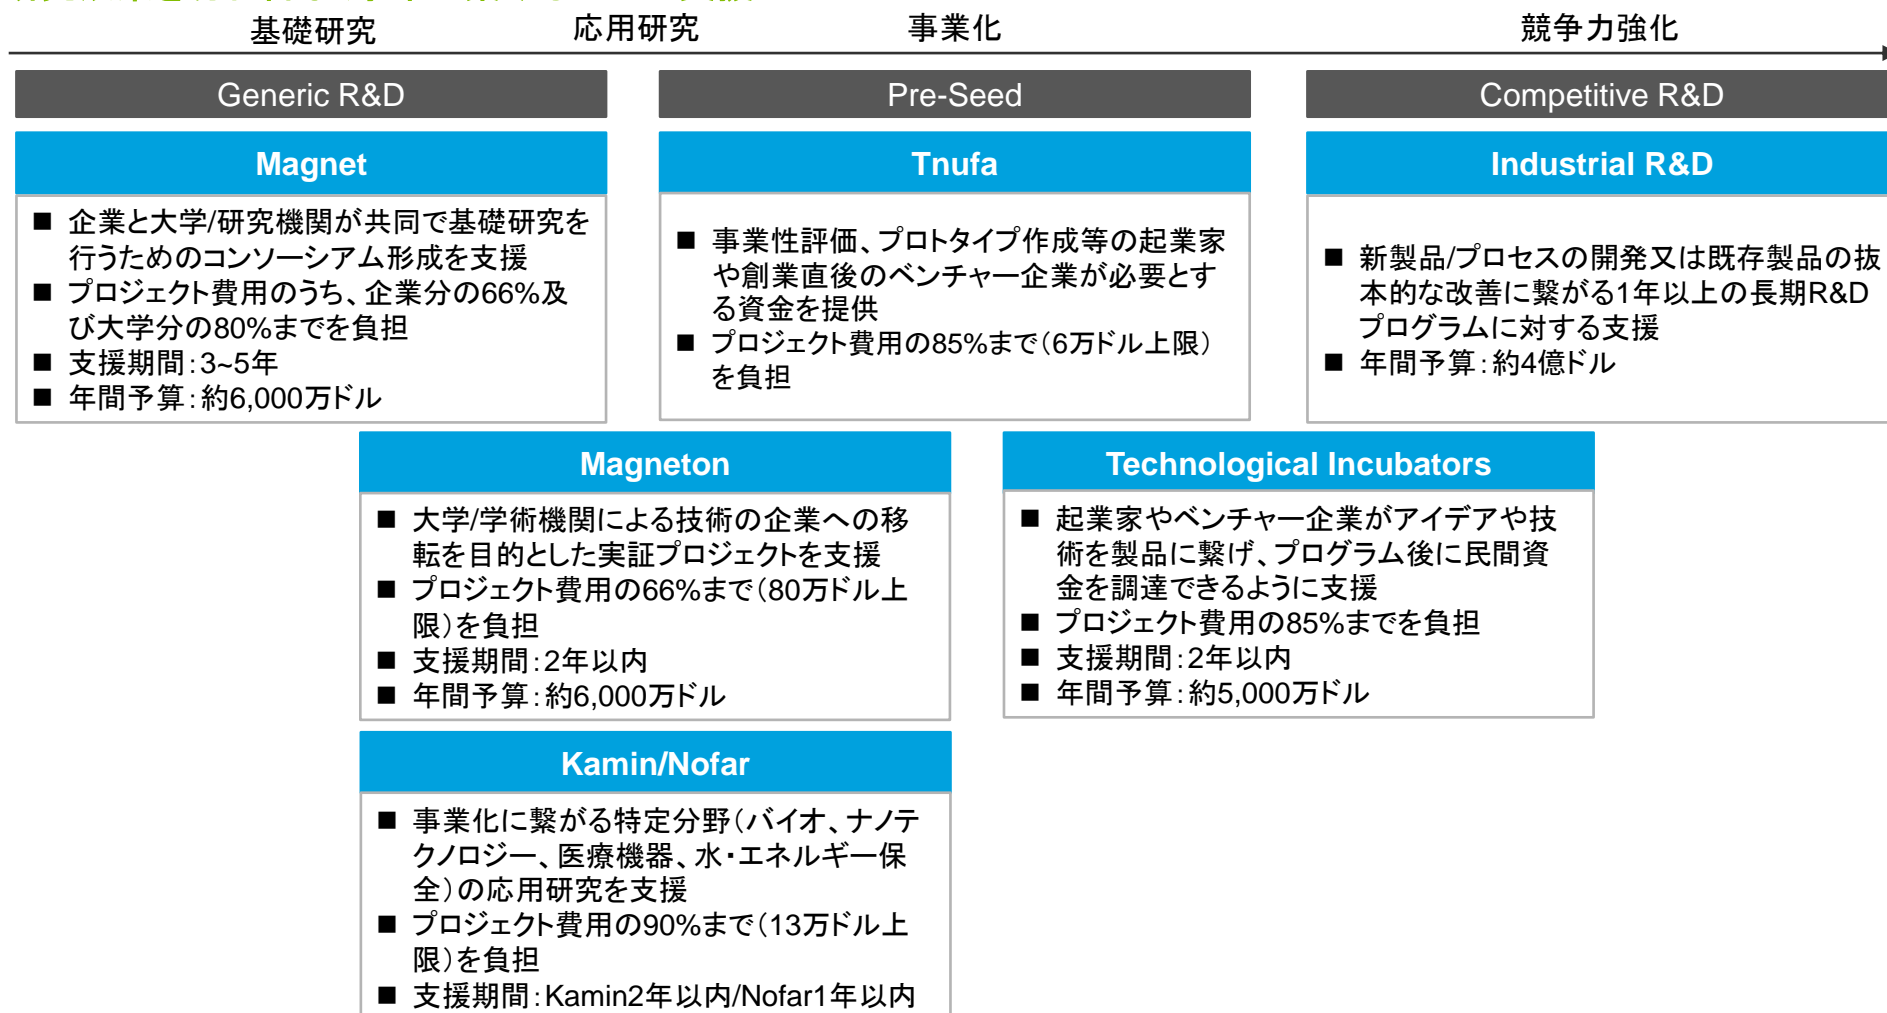 基礎研究
応用研究
事業化
競争力強化
Generic R&D
Pre-Seed
Competitive R&D
Magnet
■ 企業と大学/研究機関が共同で基礎研究を
行うためのコンソーシアム形成を支援
■ プロジェクト費用のうち、企業分の66%及
び大学分の80%までを負担
■ 支援期間：3~5年
■ 年間予算：約6,000万ドル
Tnufa
■ 事業性評価、プロトタイプ作成等の起業家
や創業直後のベンチャー企業が必要とす
る資金を提供
■ プロジェクト費用の85%まで（6万ドル上限）
を負担
Industrial R&D
■ 新製品/プロセスの開発又は既存製品の抜
本的な改善に繋がる1年以上の長期R&D
プログラムに対する支援
■ 年間予算：約4億ドル
Magneton
■ 大学/学術機関による技術の企業への移
転を目的とした実証プロジェクトを支援
■ プロジェクト費用の66%まで（80万ドル上
限）を負担
■ 支援期間：2年以内
■ 年間予算：約6,000万ドル
Technological Incubators
■ 起業家やベンチャー企業がアイデアや技
術を製品に繋げ、プログラム後に民間資
金を調達できるように支援
■ プロジェクト費用の85%までを負担
■ 支援期間：2年以内
■ 年間予算：約5,000万ドル
Kamin/Nofar
■ 事業化に繋がる特定分野（バイオ、ナノテ
クノロジー、医療機器、水・エネルギー保
全）の応用研究を支援
■ プロジェクト費用の90%まで（13万ドル上
限）を負担
■ 支援期間：Kamin2年以内/Nofar1年以内